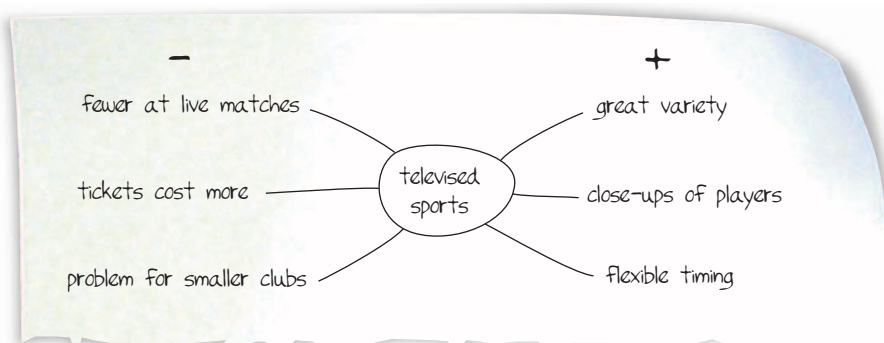 -
+
fewer at live matches
great variety
televised
sports
tickets cost more
close-ups of players
problem for smaller clubs
flexible timing